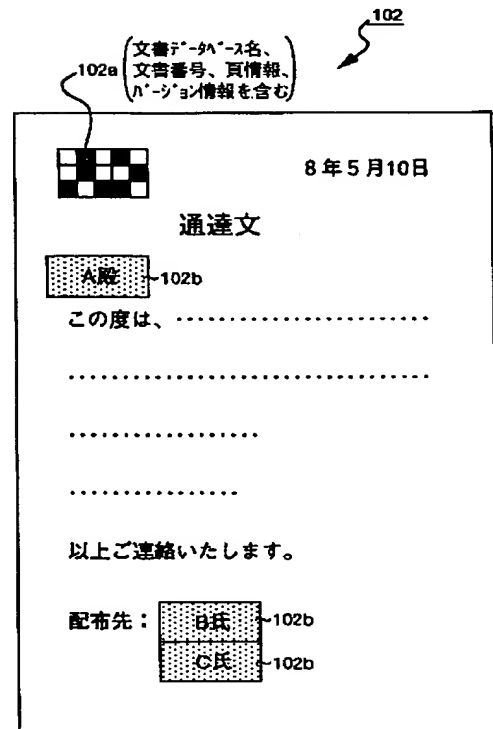 102
102a
(文書データベース名、
文書番号、頁情報、
バージョン情報を含む)
8年5月10日
通達文
A殿
102b
この度は、························
··································
··················
················
以上ご連絡いたします。
配布先：
B氏
102b
C氏
102b